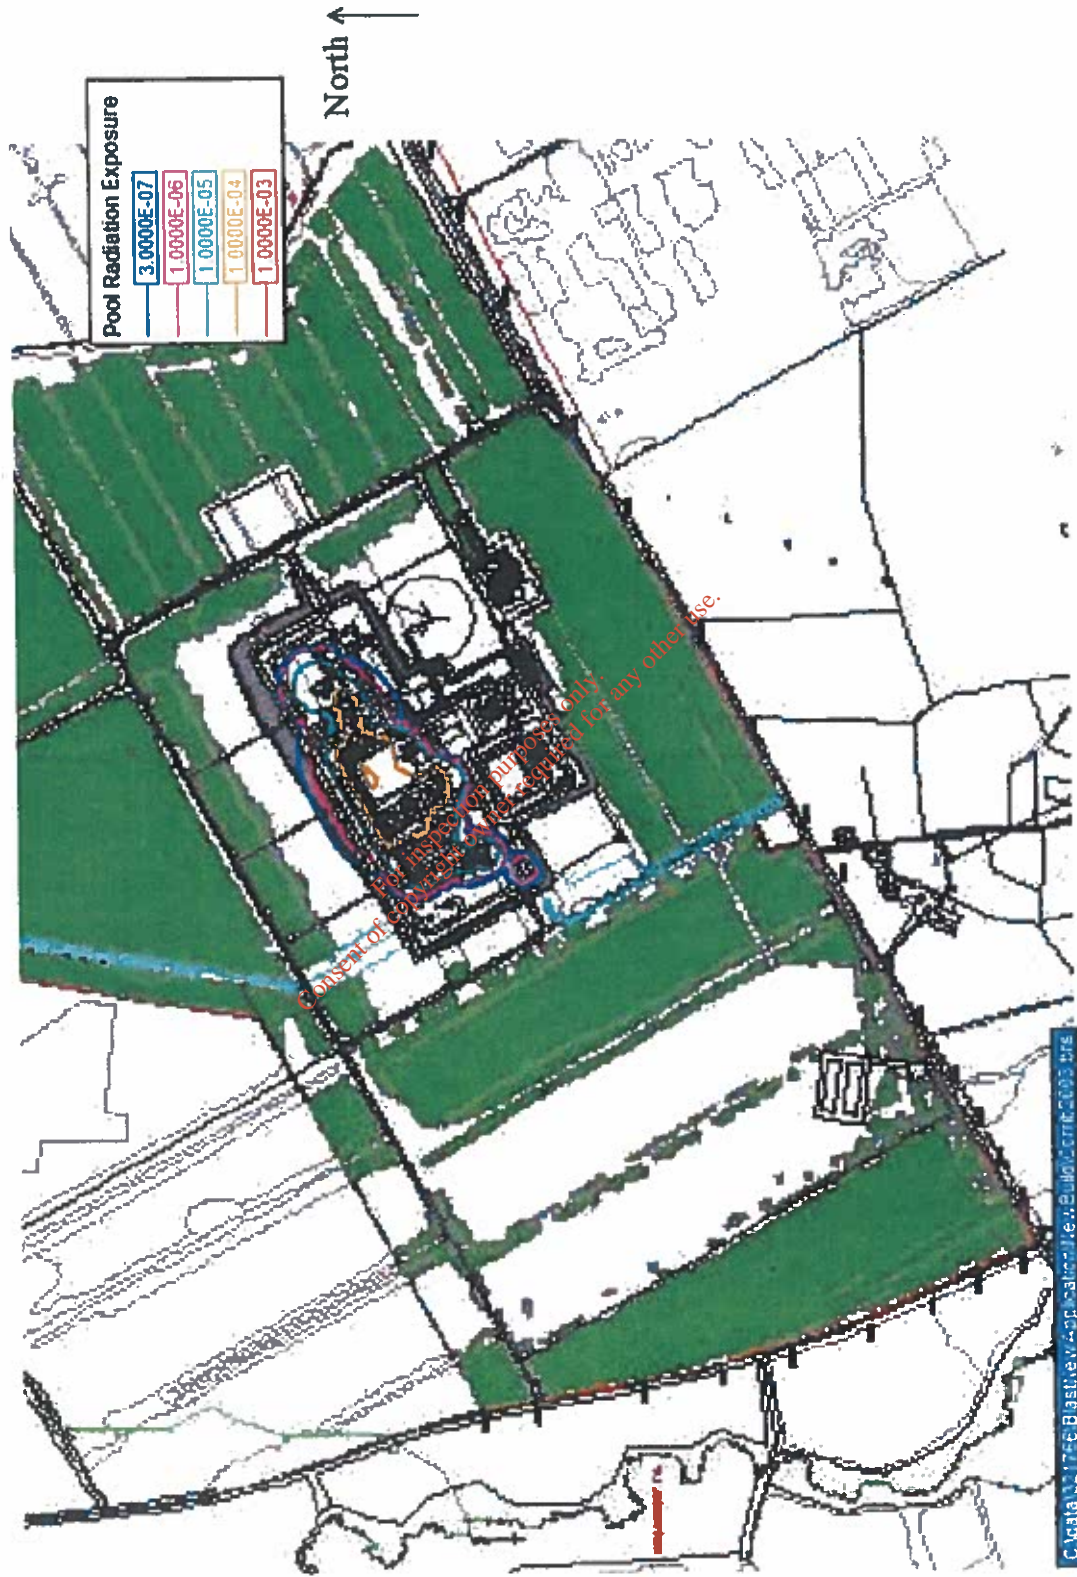 Pool Radiation Exposure
3.0000E-07
1.0000E-06
1.0000E-05
1.0000E-04
1.0000E-03
North
For inspection purposes only.
Consent of copyright owner required for any other use.